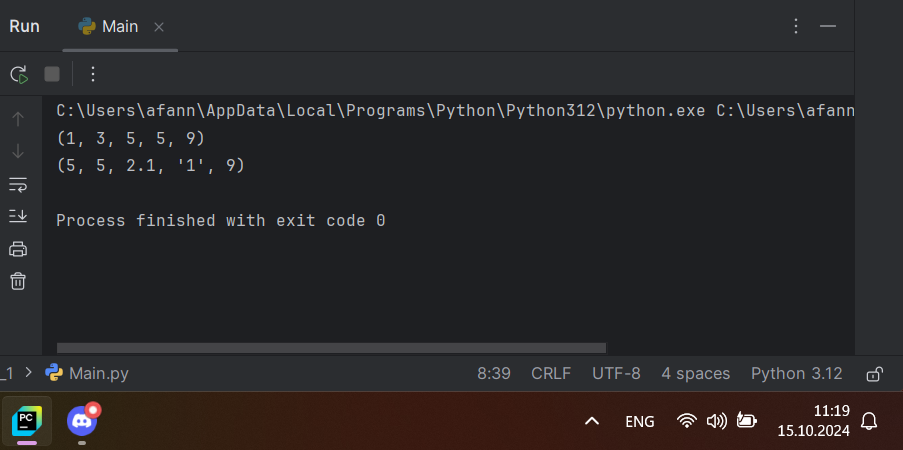 Run Main
C:\Users\afann\AppData\Local\Programs\Python\Python312\python.exe C:\Users\afann
(1, 3, 5, 5, 9)
(5, 5, 2.1, '1', 9)
Process finished with exit code 0
_1 > Main.py 8:39 CRLF UTF-8 4 spaces Python 3.12
PC ENG 11:19
15.10.2024